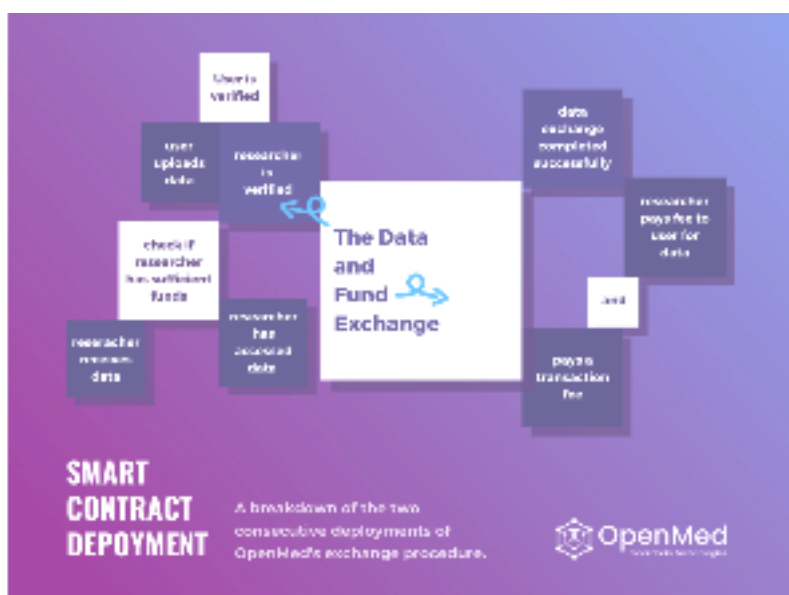 User is
verified
user
uploads
data
researcher
is
verified
check if
researcher
has sufficient
funds
researcher
has
accessed
data
receives
data
The Data
and
Fund
Exchange
data
exchange
completed
successfully
researcher
pays fee to
user for
data
and
pays a
transaction
fee
SMART
CONTRACT
DEPOYMENT
A breakdown of the two
consecutive deployments of
OpenMed's exchange procedure.
OpenMed